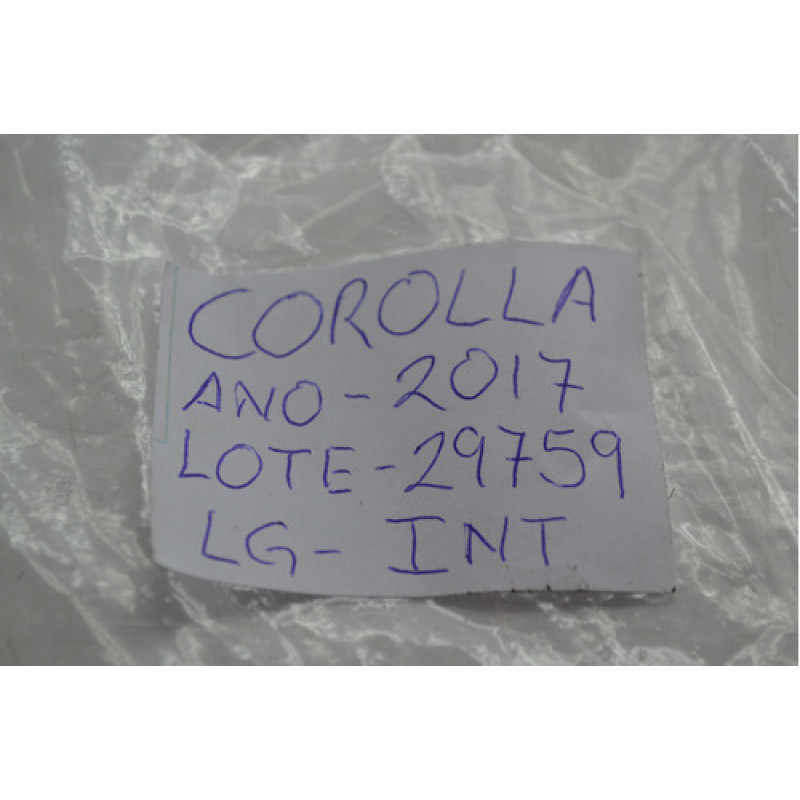 COROLLA
ANO-2017
LOTE-29759
LG-INT